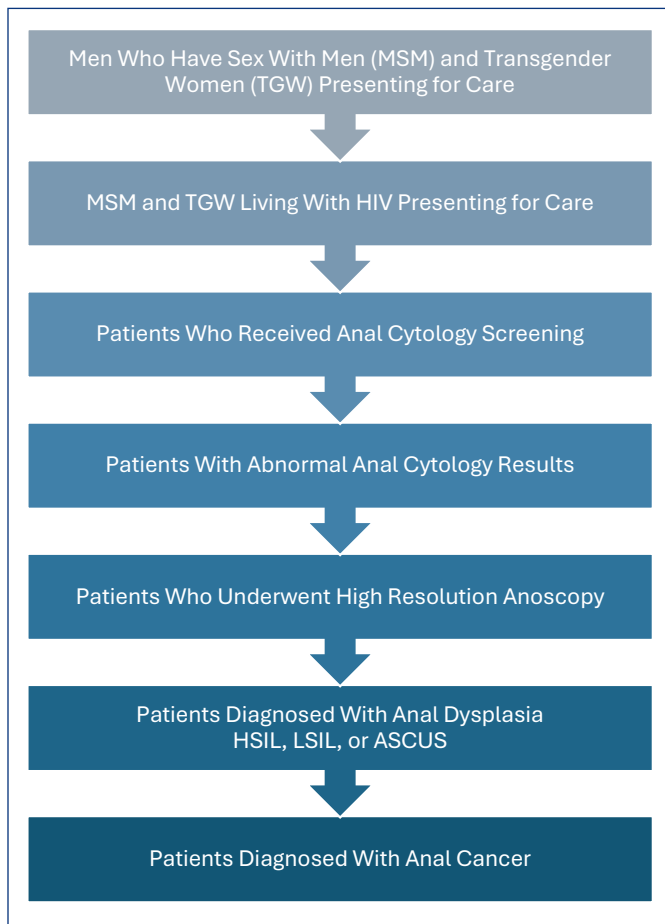 Men Who Have Sex With Men (MSM) and Transgender
Women (TGW) Presenting for Care
MSM and TGW Living With HIV Presenting for Care
Patients Who Received Anal Cytology Screening
Patients With Abnormal Anal Cytology Results
Patients Who Underwent High Resolution Anoscopy
Patients Diagnosed With Anal Dysplasia
HSIL, LSIL, or ASCUS
Patients Diagnosed With Anal Cancer